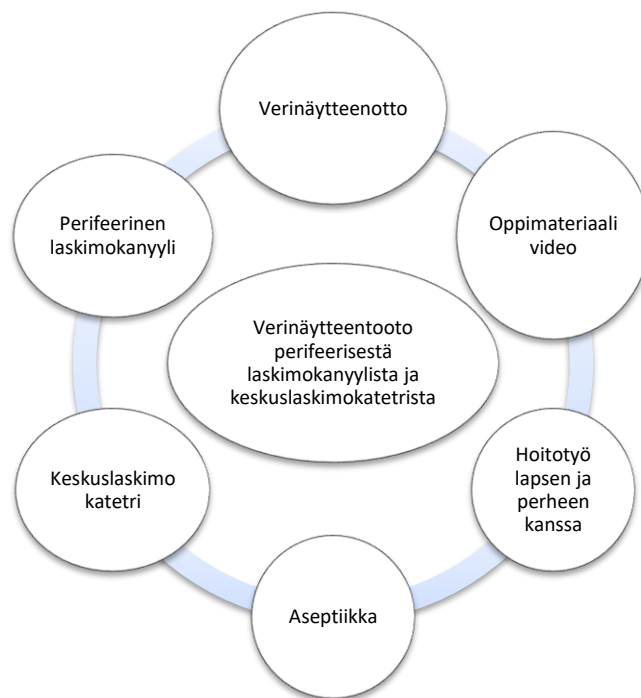 Verinäytteenotto
Oppimateriaali
video
Hoitotyö
lapsen ja
perheen
kanssa
Aseptiikka
Keskuslaskimo
katetri
Perifeerinen
laskimokanyyli
Verinäytteentooto
perifeerisestä
laskimokanyylista ja
keskuslaskimokatetrista